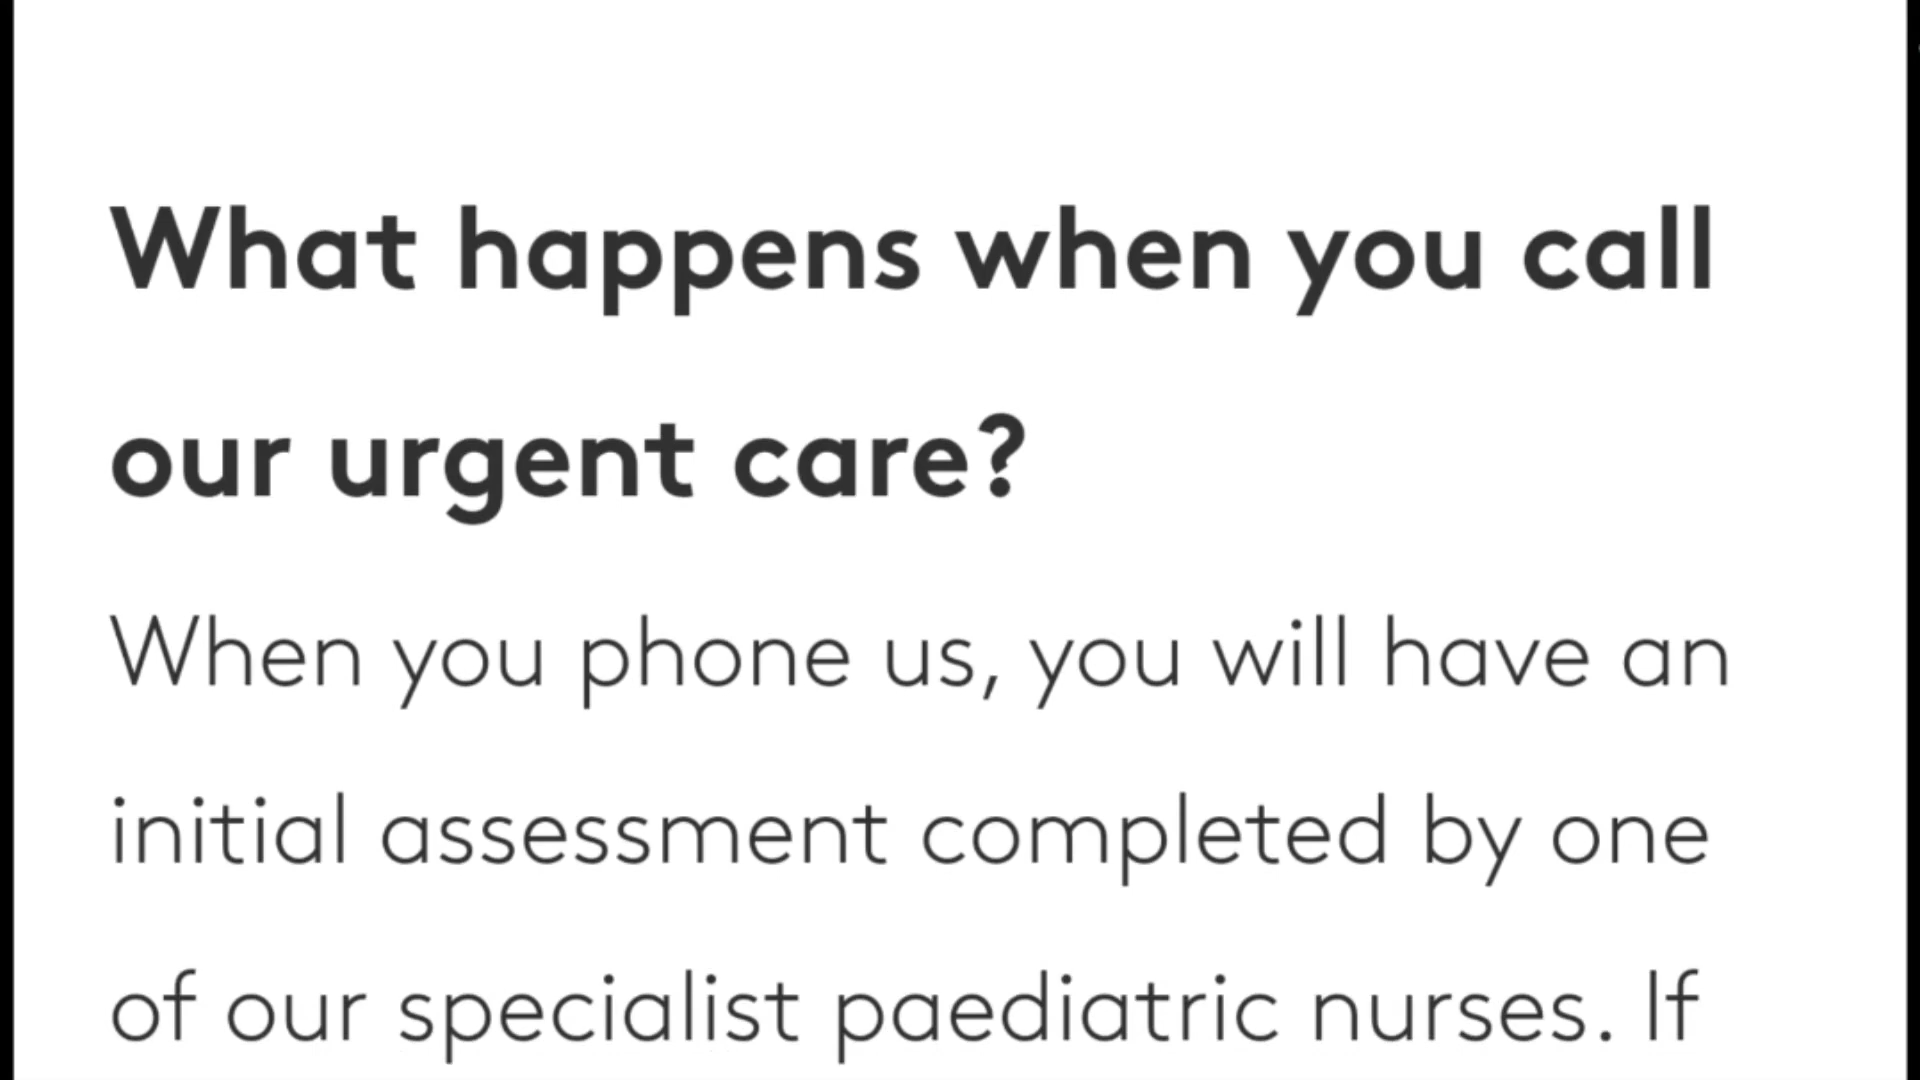 What happens when you call
our urgent care?
When you phone us, you will have an
initial assessment completed by one
of our specialist paediatric nurses. If